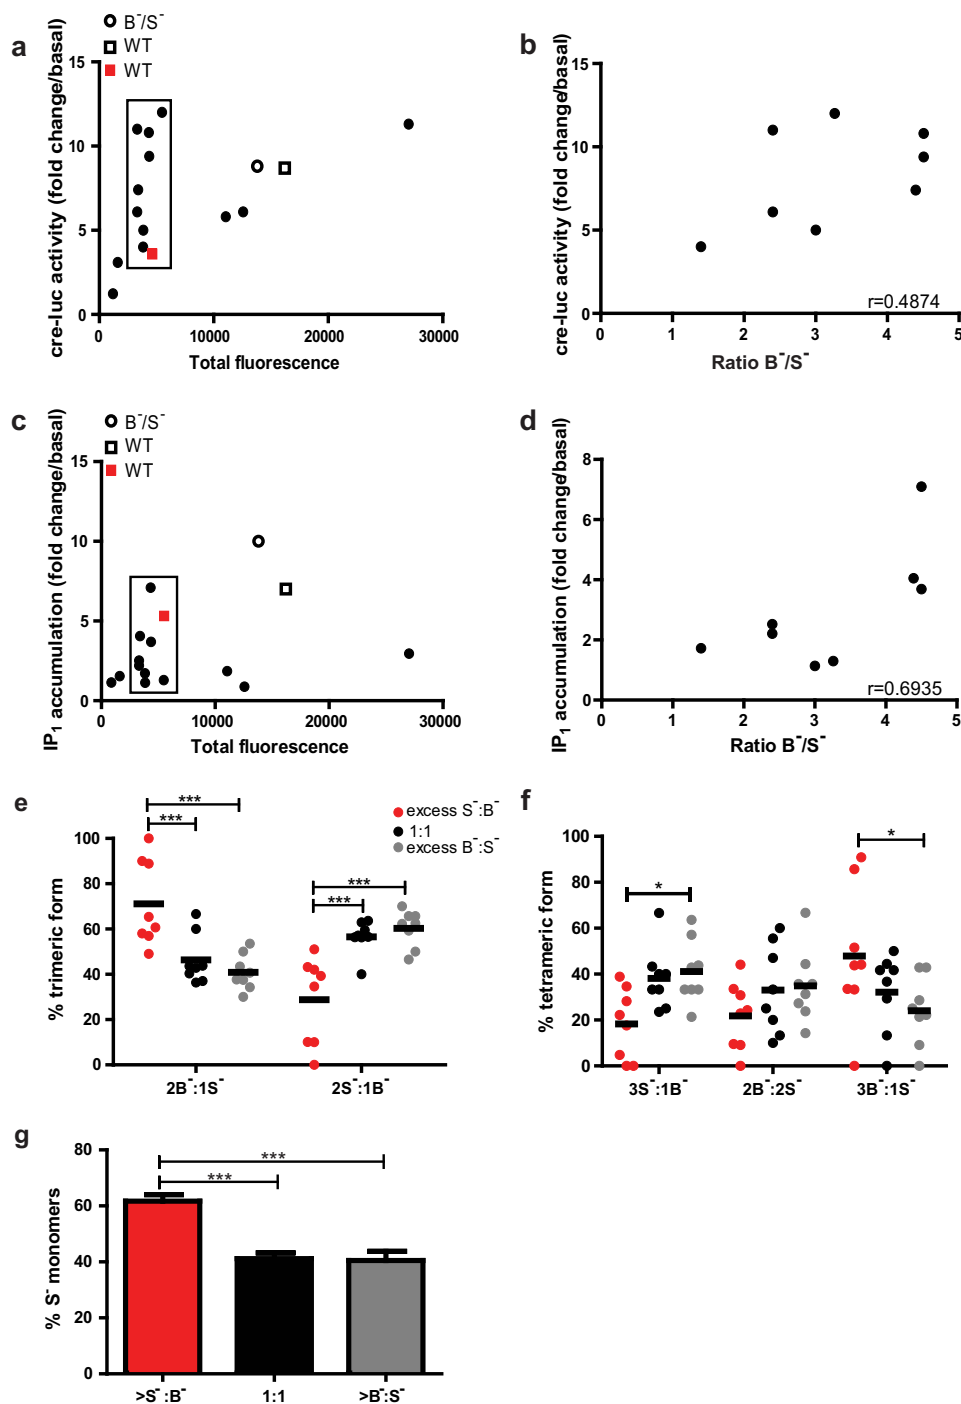 a
B⁻/S⁻
WT
WT
cre-luc activity (fold change/basal)
15
10
5
0
0
10000
20000
30000
Total fluorescence
b
cre-luc activity (fold change/basal)
15
10
5
0
r=0.4874
0
1
2
3
4
5
Ratio B⁻/S⁻
c
B⁻/S⁻
WT
WT
IP₁ accumulation (fold change/basal)
15
10
5
0
0
10000
20000
30000
Total fluorescence
d
IP₁ accumulation (fold change/basal)
8
6
4
2
0
r=0.6935
0
1
2
3
4
5
Ratio B⁻/S⁻
e
***
***
***
***
excess S⁻:B⁻
1:1
excess B⁻:S⁻
% trimeric form
100
80
60
40
20
0
2B⁻:1S⁻
2S⁻:1B⁻
f
*
*
% tetrameric form
100
80
60
40
20
0
3S⁻:1B⁻
2B⁻:2S⁻
3B⁻:1S⁻
g
***
***
% S⁻ monomers
80
60
40
20
0
>S⁻:B⁻
1:1
>B⁻:S⁻